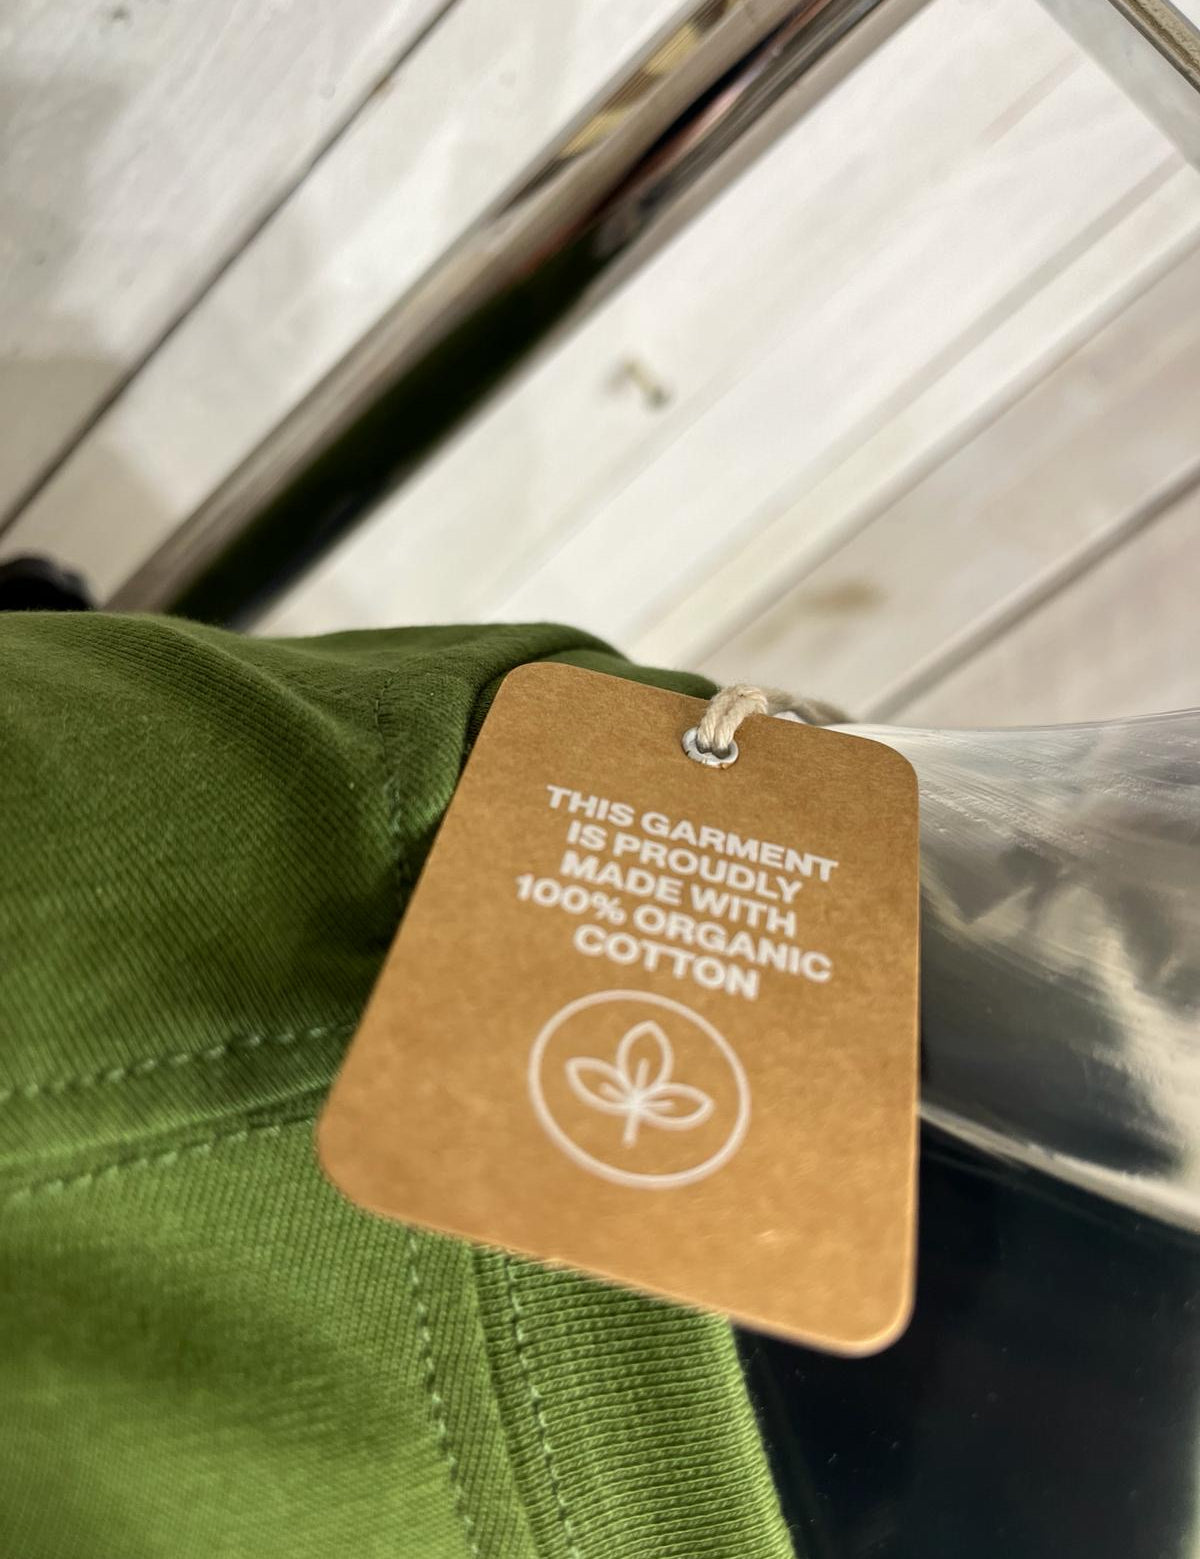 THIS GARMENT
IS PROUDLY
MADE WITH
100% ORGANIC
COTTON